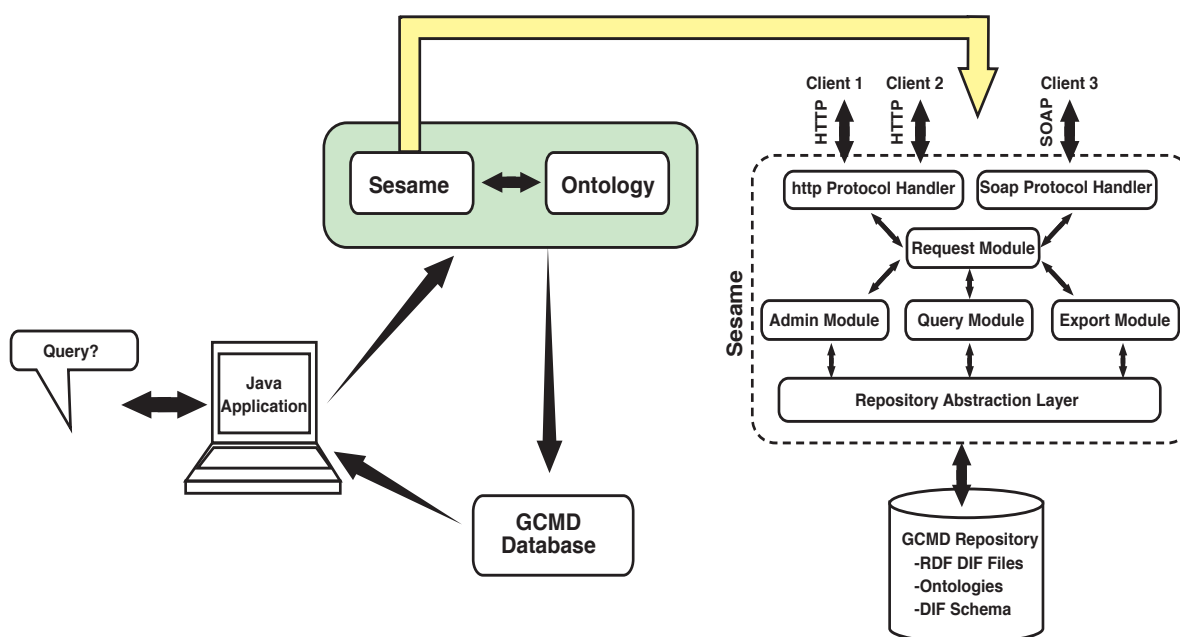 Client 1
Client 2
Client 3
HTTP
HTTP
SOAP
Sesame
Ontology
http Protocol Handler
Soap Protocol Handler
Request Module
Sesame
Admin Module
Query Module
Export Module
Query?
Java
Application
Repository Abstraction Layer
GCMD
Database
GCMD Repository
-RDF DIF Files
-Ontologies
-DIF Schema